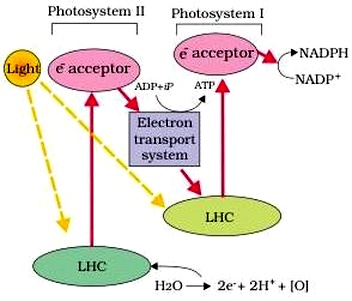 Photosystem II
Photosystem I
Light
e⁻ acceptor
e⁻ acceptor
NADPH
NADP⁺
ADP+iP
ATP
Electron
transport
system
LHC
LHC
H2O → 2e⁻ + 2H⁺ + [O]